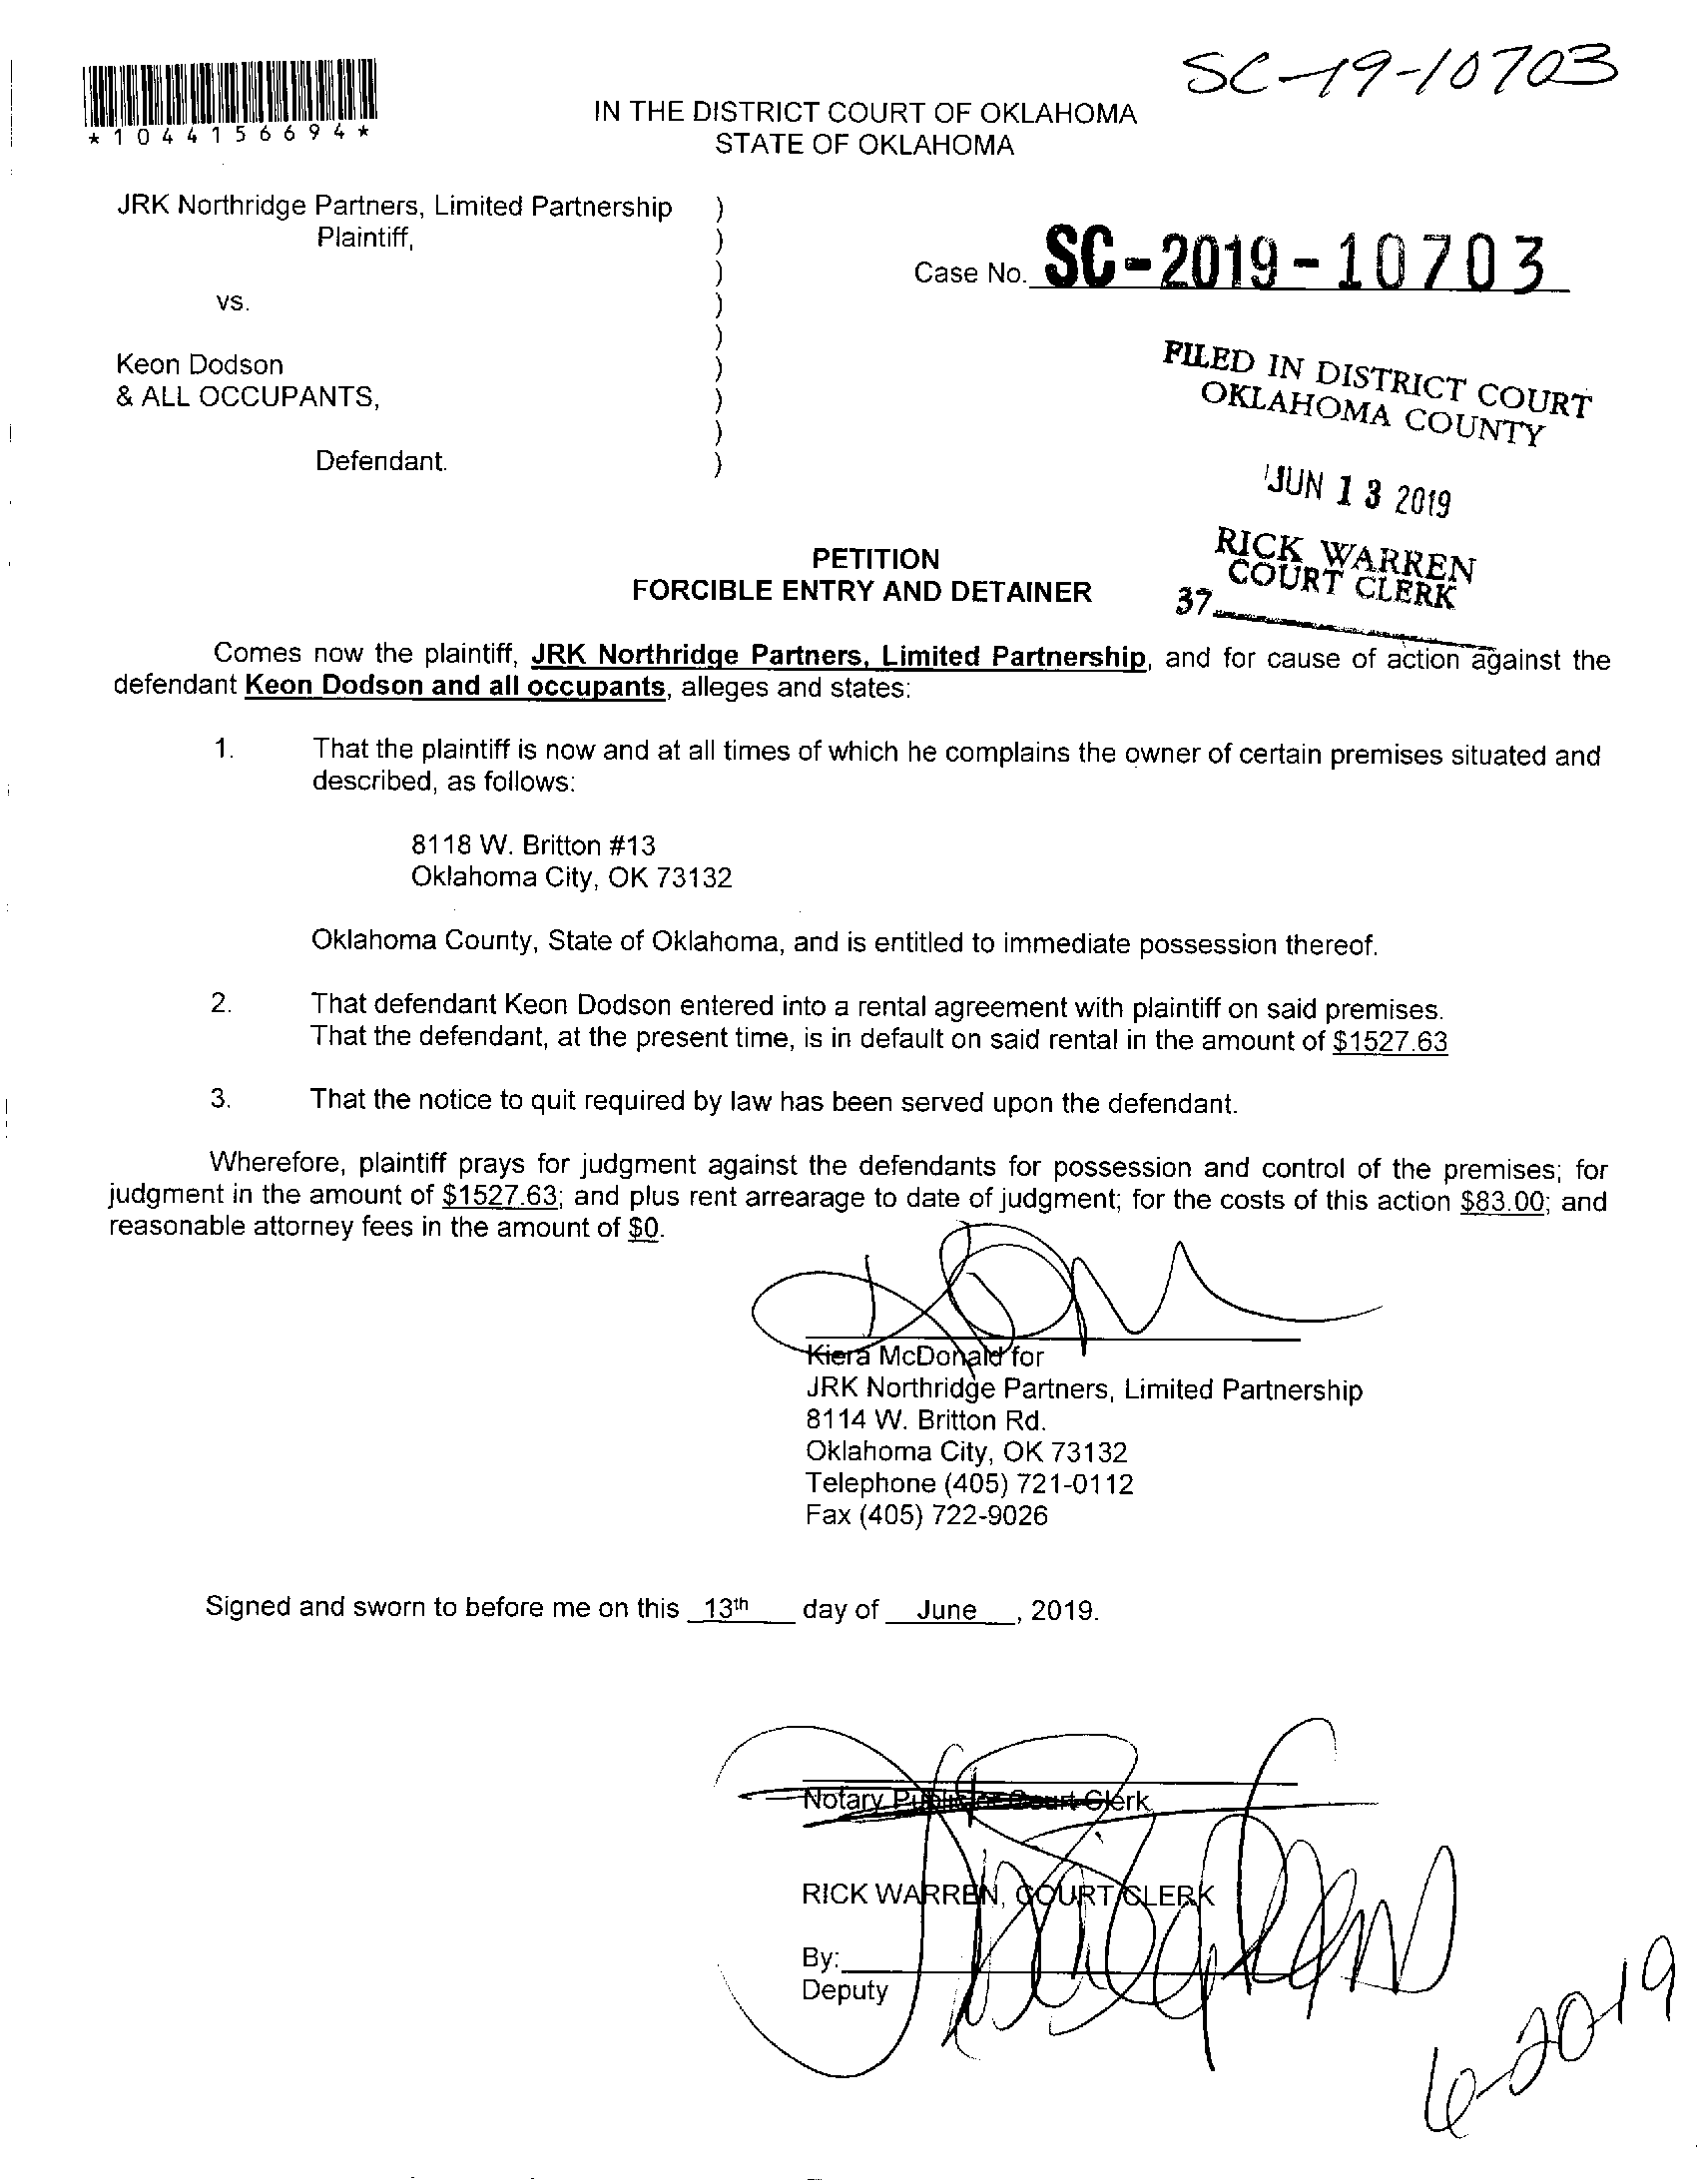 SC-19-10703
*1044156694*
IN THE DISTRICT COURT OF OKLAHOMA
STATE OF OKLAHOMA
JRK Northridge Partners, Limited Partnership )
Plaintiff, )
)
vs. )
)
Keon Dodson )
& ALL OCCUPANTS, )
)
Defendant. )
Case No. SC-2019-10703
FILED IN DISTRICT COURT
OKLAHOMA COUNTY
JUN 13 2019
RICK WARREN
COURT CLERK
37
PETITION
FORCIBLE ENTRY AND DETAINER
Comes now the plaintiff, JRK Northridge Partners, Limited Partnership, and for cause of action against the
defendant Keon Dodson and all occupants, alleges and states:
1. That the plaintiff is now and at all times of which he complains the owner of certain premises situated and
described, as follows:
8118 W. Britton #13
Oklahoma City, OK 73132
Oklahoma County, State of Oklahoma, and is entitled to immediate possession thereof.
2. That defendant Keon Dodson entered into a rental agreement with plaintiff on said premises.
That the defendant, at the present time, is in default on said rental in the amount of $1527.63
3. That the notice to quit required by law has been served upon the defendant.
Wherefore, plaintiff prays for judgment against the defendants for possession and control of the premises; for
judgment in the amount of $1527.63; and plus rent arrearage to date of judgment; for the costs of this action $83.00; and
reasonable attorney fees in the amount of $0.
Kiera McDonald for
JRK Northridge Partners, Limited Partnership
8114 W. Britton Rd.
Oklahoma City, OK 73132
Telephone (405) 721-0112
Fax (405) 722-9026
Signed and sworn to before me on this 13th day of June, 2019.
Notary Public or Court Clerk
RICK WARREN, COURT CLERK
By:
Deputy
6-20-19